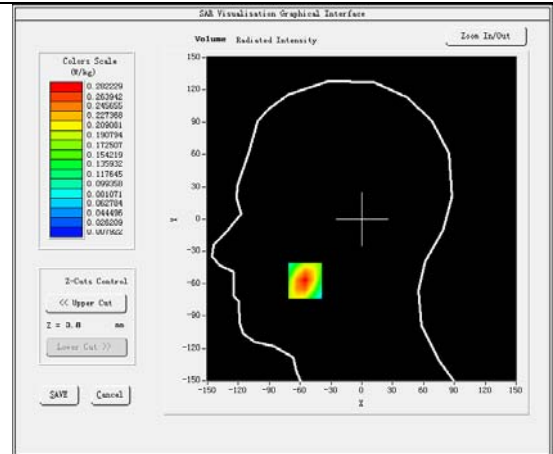 SAR Visualisation Graphical Interface
Volume Radiated Intensity
Zoom In/Out
Colors Scale
(W/kg)
0.282229
0.263942
0.245655
0.227368
0.209081
0.190794
0.172507
0.154219
0.135932
0.117645
0.099358
0.081071
0.062784
0.044496
0.026209
0.007922
Z-Cuts Control
<< Upper Cut
Z = 3.8 mm
Lower Cut >>
SAVE Cancel
150
120
90
60
30
Y 0
-30
-60
-90
-120
-150
-150 -120 -90 -60 -30 0 30 60 90 120 150
X